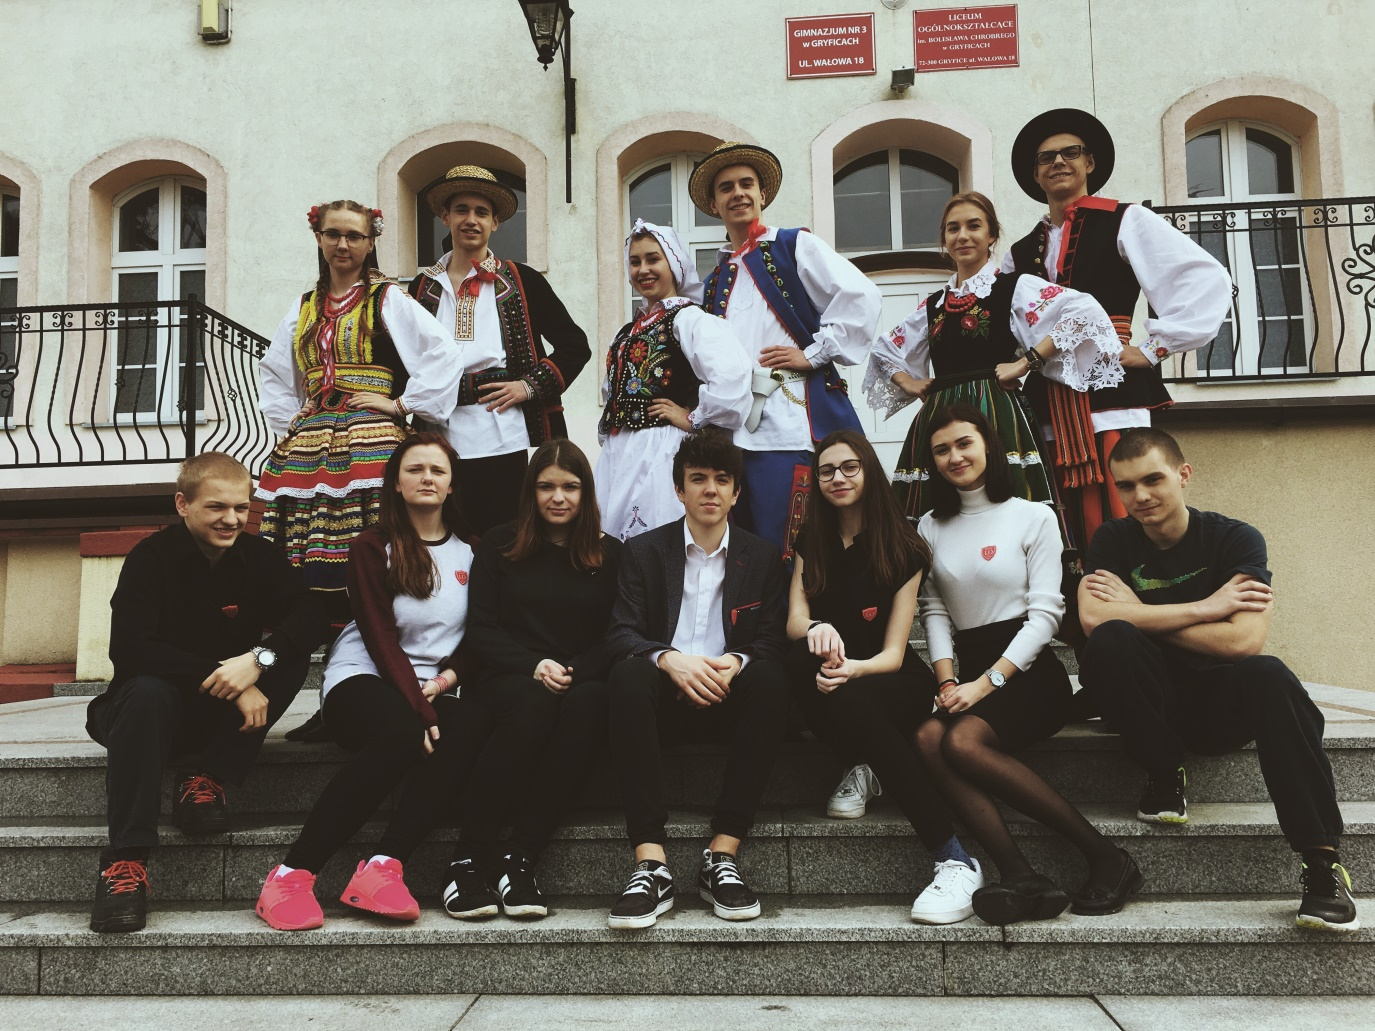 GIMNAZJUM NR 3
w GRYFICACH
UL. WAŁOWA 18
LICEUM
OGÓLNOKSZTAŁCĄCE
im. BOLESŁAWA CHROBREGO
w GRYFICACH
72-300 GRYFICE ul. WAŁOWA 18